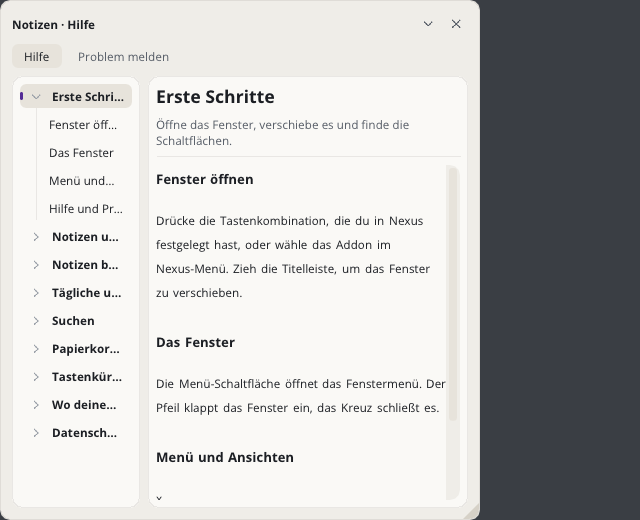 Notizen · Hilfe
Hilfe
Problem melden
Erste Schri...
Fenster öff...
Das Fenster
Menü und...
Hilfe und Pr...
Notizen u...
Notizen b...
Tägliche u...
Suchen
Papierkor...
Tastenkür...
Wo deine...
Datensch...
Erste Schritte
Öffne das Fenster, verschiebe es und finde die
Schaltflächen.
Fenster öffnen
Drücke die Tastenkombination, die du in Nexus
festgelegt hast, oder wähle das Addon im
Nexus-Menü. Zieh die Titelleiste, um das Fenster
zu verschieben.
Das Fenster
Die Menü-Schaltfläche öffnet das Fenstermenü. Der
Pfeil klappt das Fenster ein, das Kreuz schließt es.
Menü und Ansichten